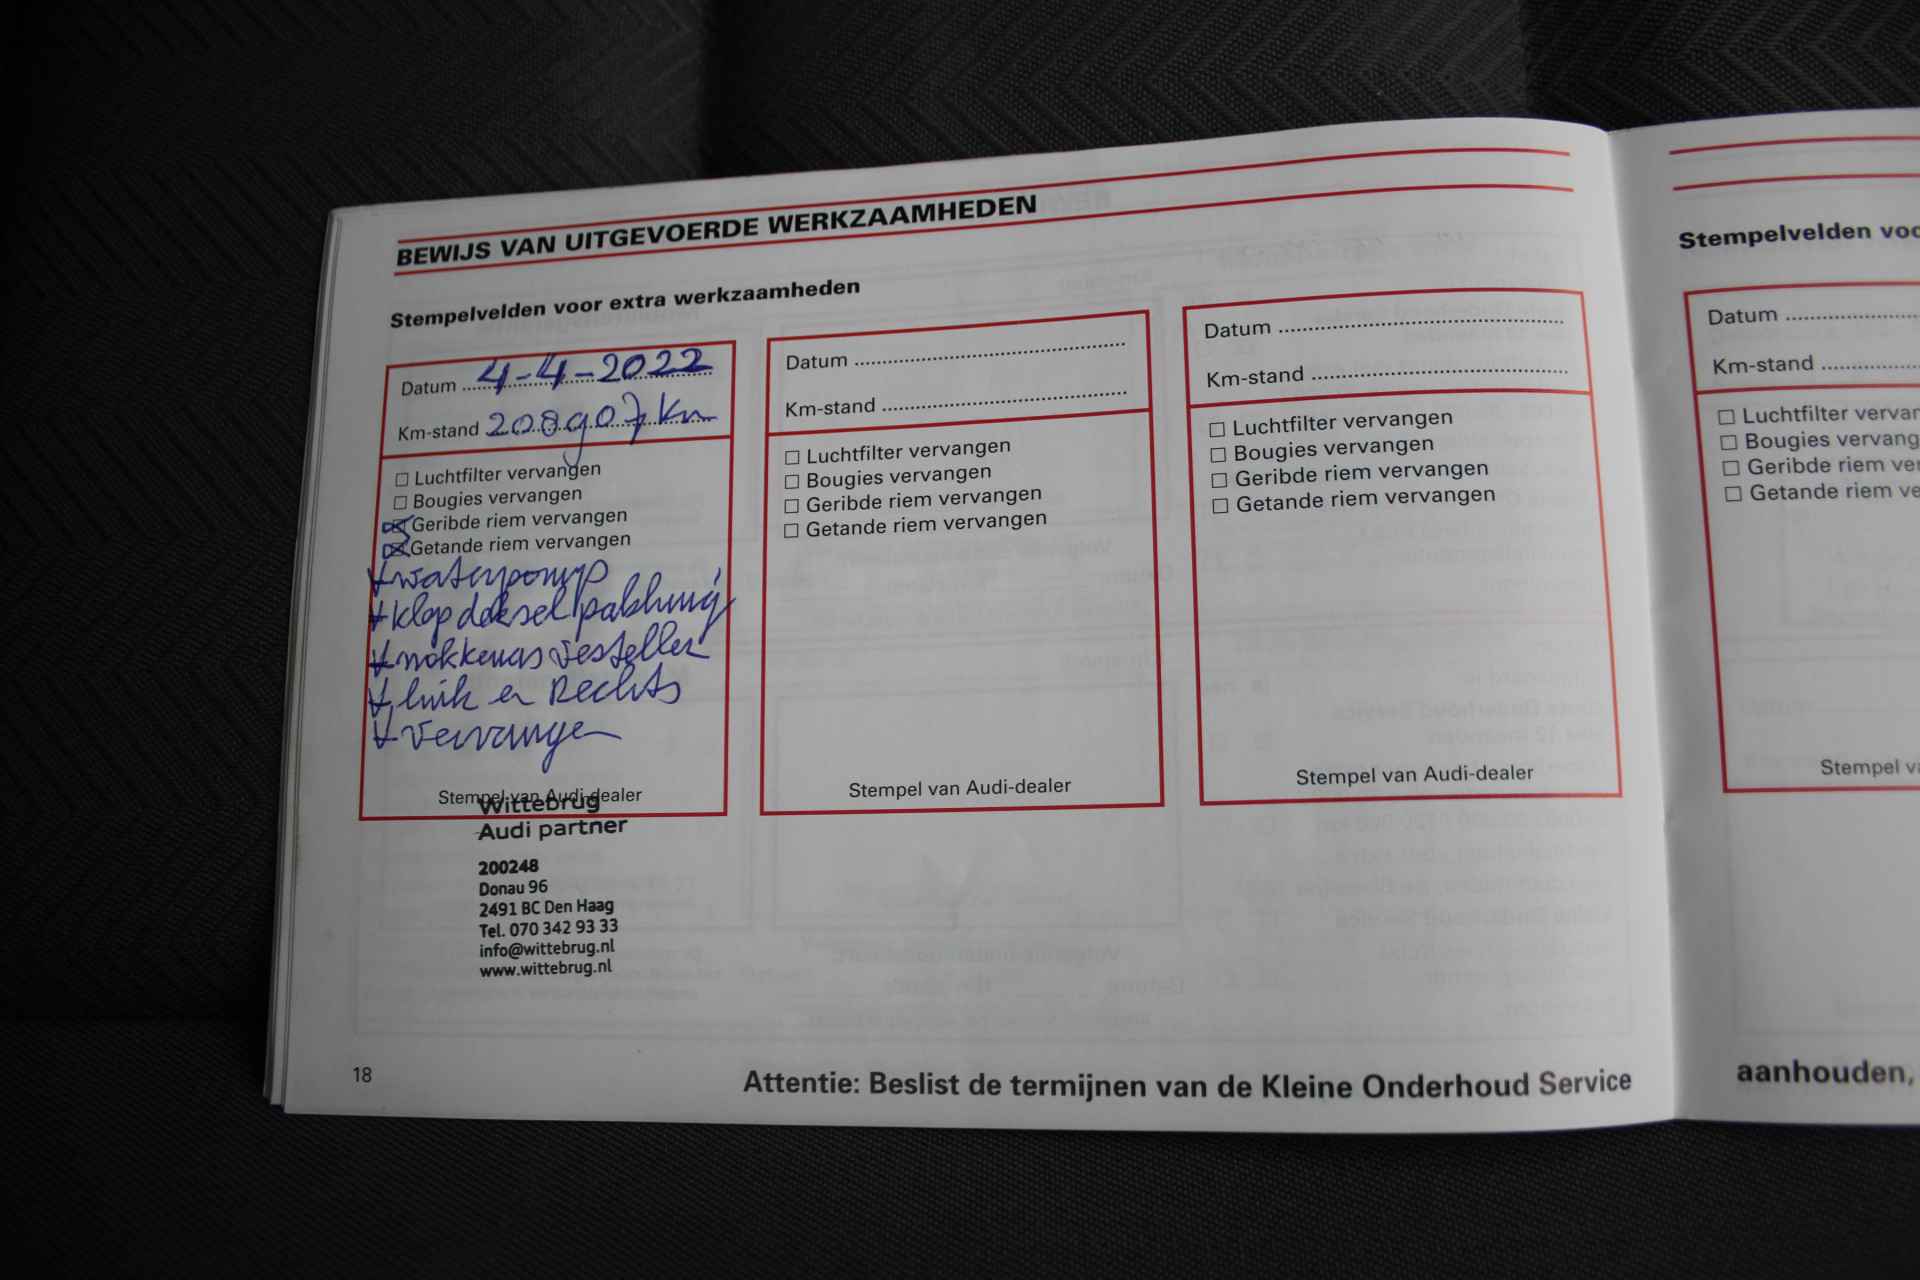 BEWIJS VAN UITGEVOERDE WERKZAAMHEDEN
Stempelvelden voor extra werkzaamheden
Datum 4-4-2022
Km-stand 208907 km
☐ Luchtfilter vervangen
☐ Bougies vervangen
☒ Geribde riem vervangen
☒ Getande riem vervangen
+ waterpomp
+ klepdeksel pakking
+ nokkenas versteller
+ link en Rechts
+ vervangen
Stempel van Audi-dealer
Wittebrug
Audi partner
200248
Donau 96
2491 BC Den Haag
Tel. 070 342 93 33
info@wittebrug.nl
www.wittebrug.nl
Datum
Km-stand
☐ Luchtfilter vervangen
☐ Bougies vervangen
☐ Geribde riem vervangen
☐ Getande riem vervangen
Stempel van Audi-dealer
Datum
Km-stand
☐ Luchtfilter vervangen
☐ Bougies vervangen
☐ Geribde riem vervangen
☐ Getande riem vervangen
Stempel van Audi-dealer
18
Attentie: Beslist de termijnen van de Kleine Onderhoud Service
Stempelvelden voo
Datum
Km-stand
☐ Luchtfilter vervan
☐ Bougies vervang
☐ Geribde riem ver
☐ Getande riem ve
Stempel va
aanhouden,